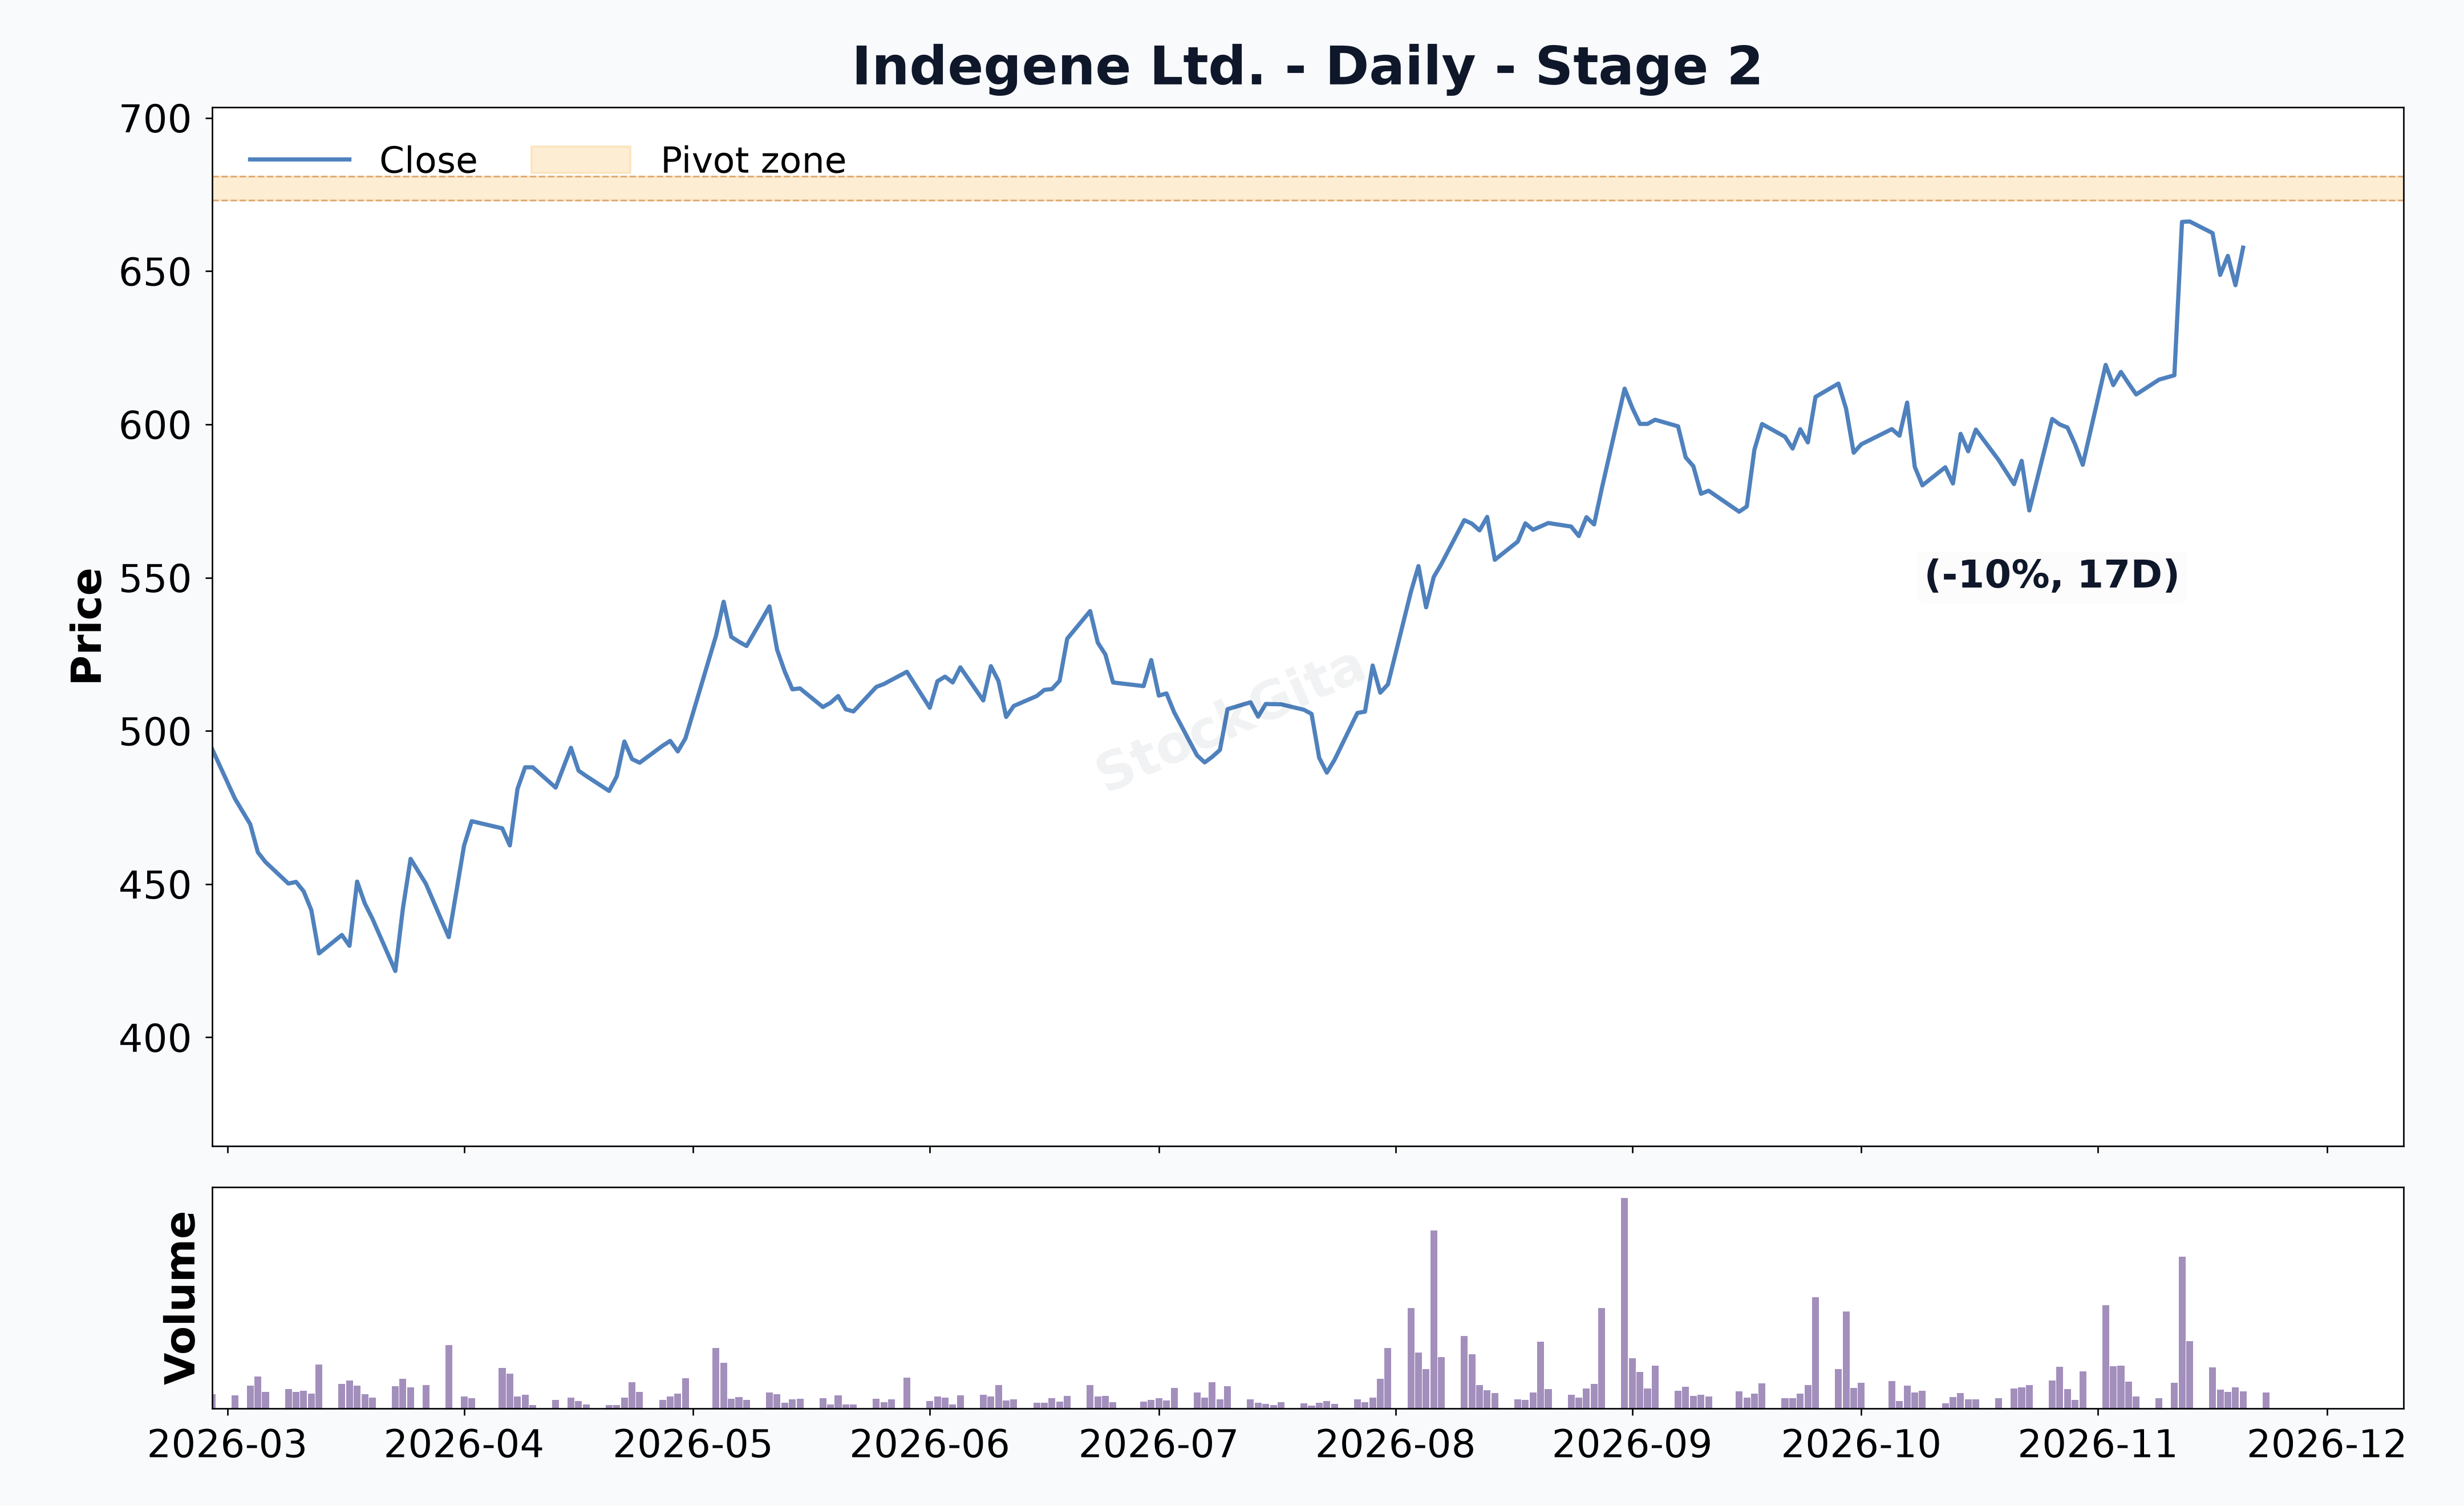 Indegene Ltd. - Daily - Stage 2
700
Close
Pivot zone
650
600
550
500
450
400
Price
(-10%, 17D)
StockGita
Volume
2026-03
2026-04
2026-05
2026-06
2026-07
2026-08
2026-09
2026-10
2026-11
2026-12